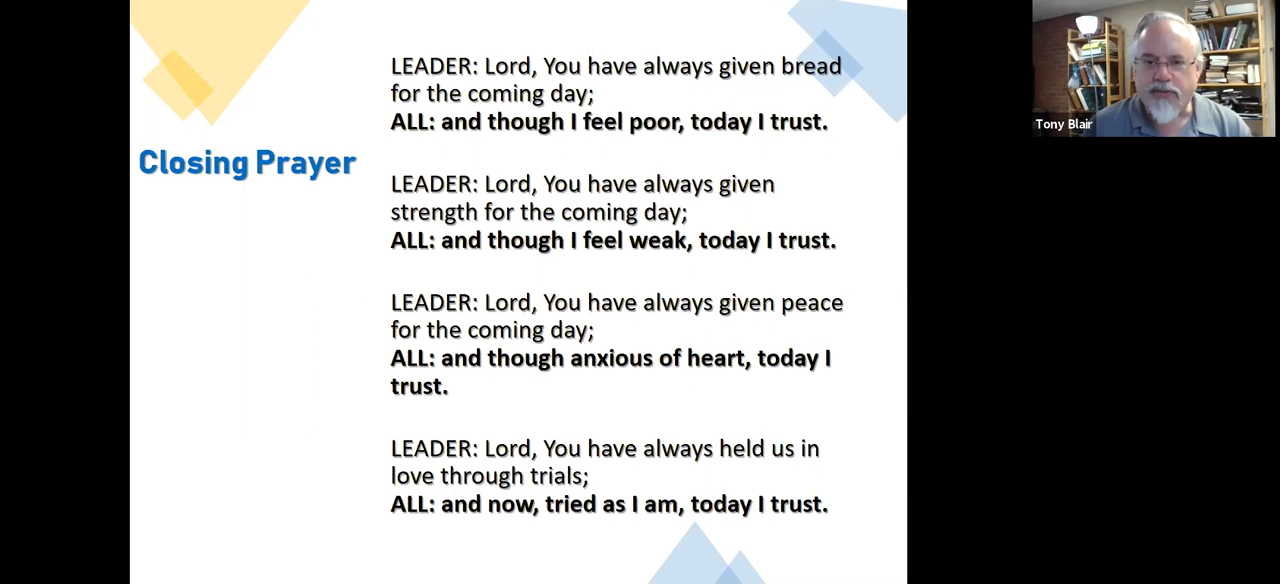 Closing Prayer
LEADER: Lord, You have always given bread
for the coming day;
ALL: and though I feel poor, today I trust.
LEADER: Lord, You have always given
strength for the coming day;
ALL: and though I feel weak, today I trust.
LEADER: Lord, You have always given peace
for the coming day;
ALL: and though anxious of heart, today I
trust.
LEADER: Lord, You have always held us in
love through trials;
ALL: and now, tried as I am, today I trust.
Tony Blair